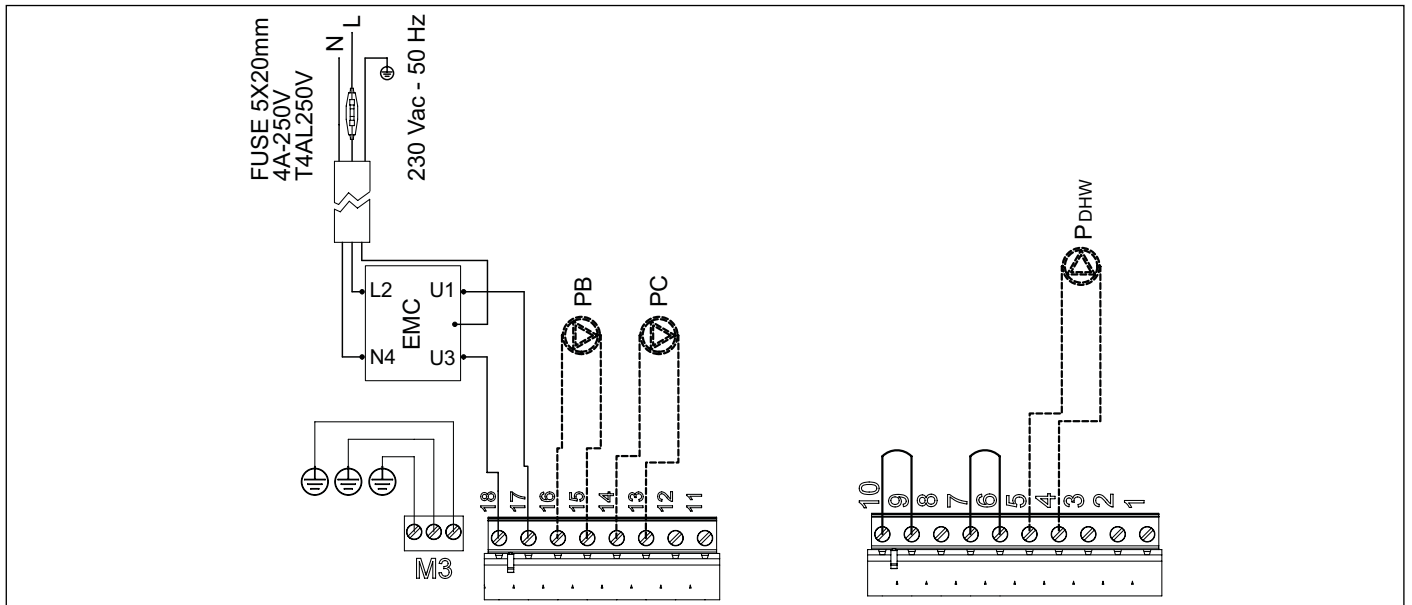 FUSE 5X20mm
4A-250V
T4AL250V
N
L
230 Vac - 50 Hz
L2 U1
EMC
N4 U3
PB
PC
PDHW
M3
18 17 16 15 14 13 12 11
10 9 8 7 6 5 4 3 2 1